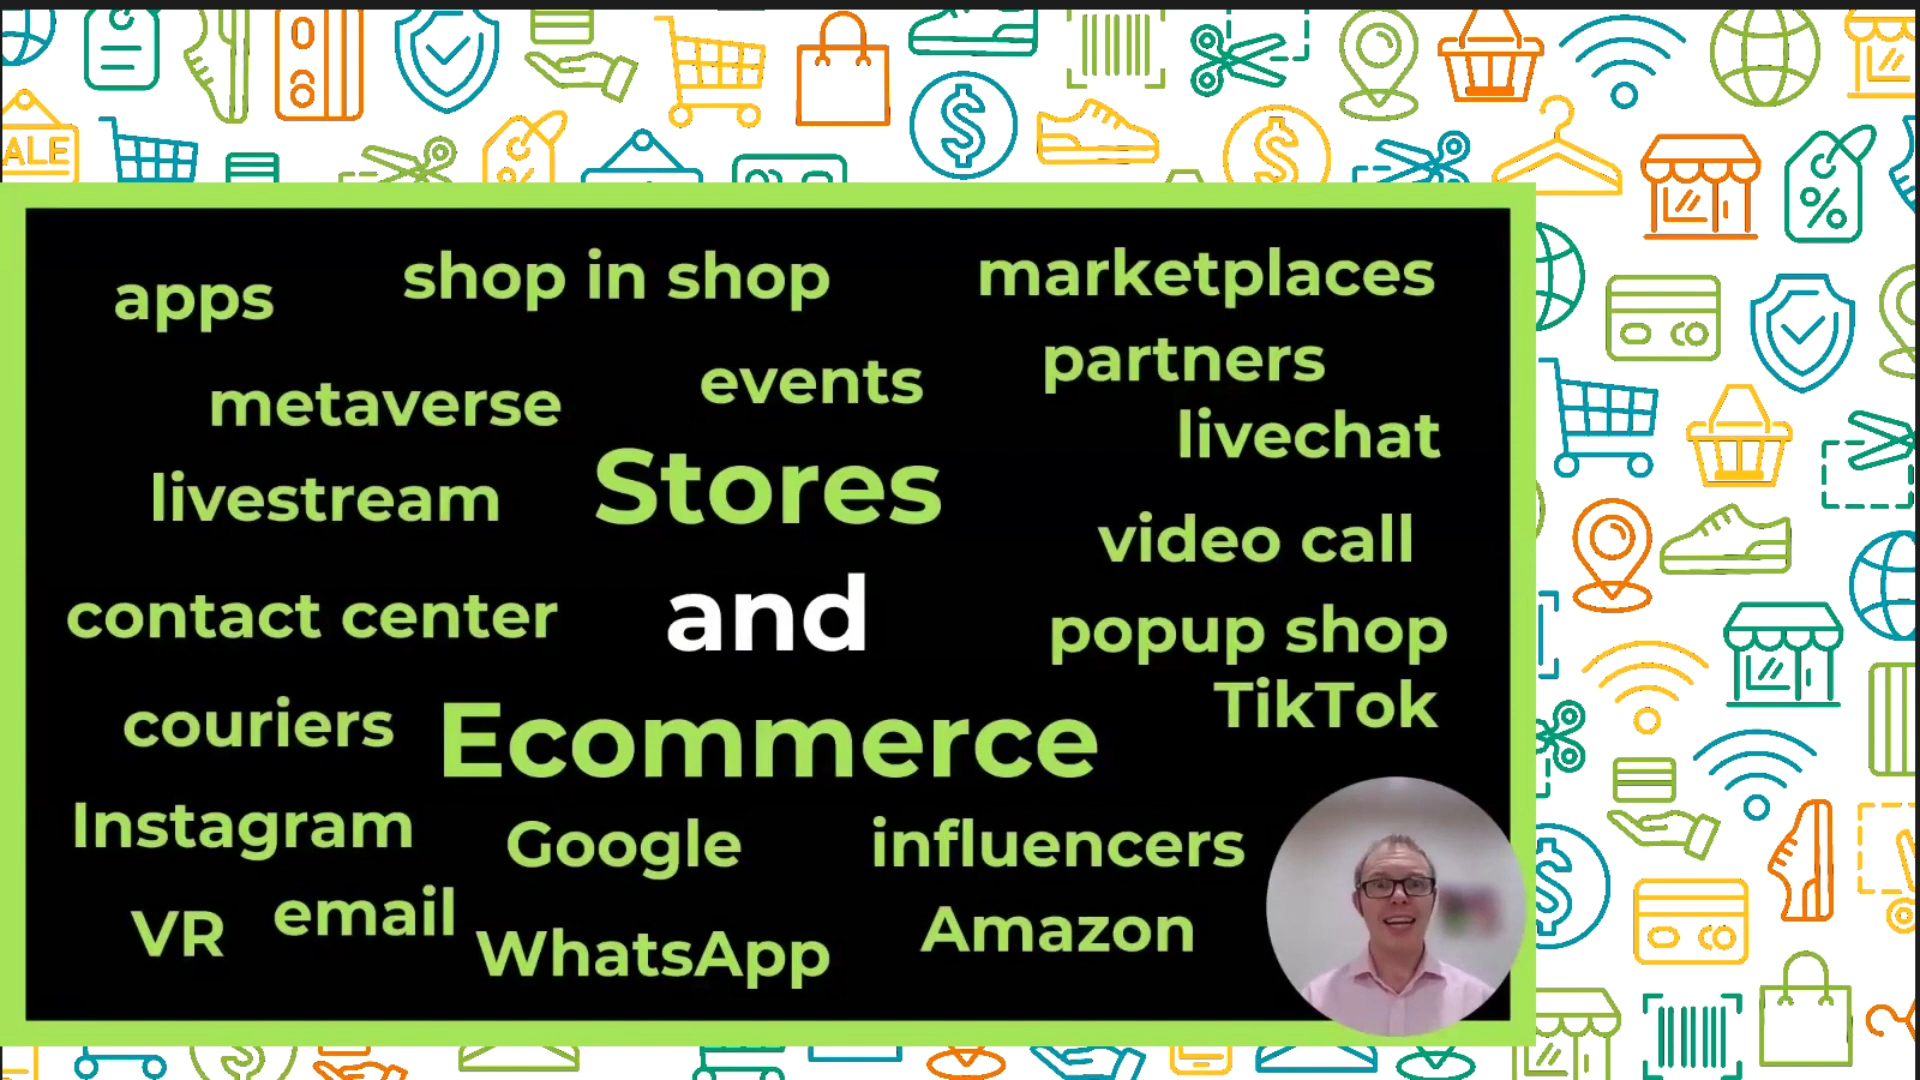 ALE
apps
shop in shop
marketplaces
metaverse
events
partners
livechat
livestream
Stores
video call
contact center
and
popup shop
couriers
Ecommerce
TikTok
Instagram
Google
influencers
VR
email
WhatsApp
Amazon